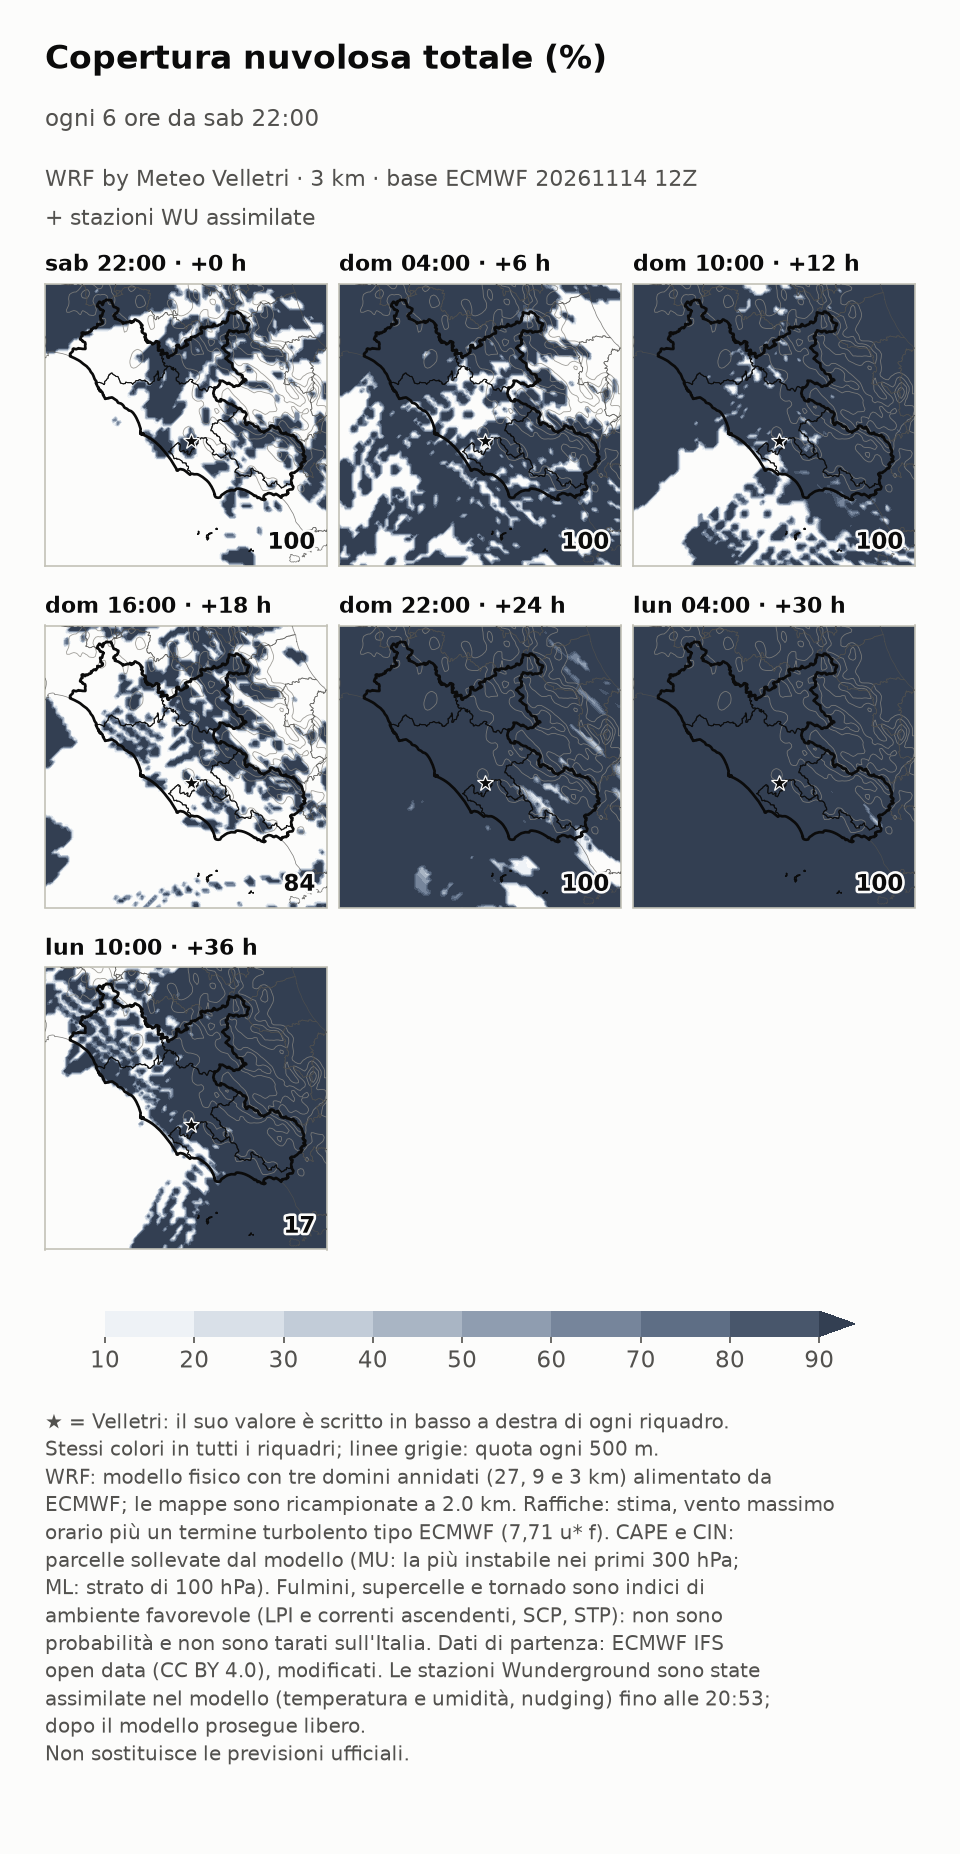 Copertura nuvolosa totale (%)
ogni 6 ore da sab 22:00
WRF by Meteo Velletri · 3 km · base ECMWF 20261114 12Z
+ stazioni WU assimilate
sab 22:00 · +0 h
dom 04:00 · +6 h
dom 10:00 · +12 h
100
100
100
dom 16:00 · +18 h
dom 22:00 · +24 h
lun 04:00 · +30 h
84
100
100
lun 10:00 · +36 h
17
10 20 30 40 50 60 70 80 90
★ = Velletri: il suo valore è scritto in basso a destra di ogni riquadro.
Stessi colori in tutti i riquadri; linee grigie: quota ogni 500 m.
WRF: modello fisico con tre domini annidati (27, 9 e 3 km) alimentato da
ECMWF; le mappe sono ricampionate a 2.0 km. Raffiche: stima, vento massimo
orario più un termine turbolento tipo ECMWF (7,71 u* f). CAPE e CIN:
parcelle sollevate dal modello (MU: la più instabile nei primi 300 hPa;
ML: strato di 100 hPa). Fulmini, supercelle e tornado sono indici di
ambiente favorevole (LPI e correnti ascendenti, SCP, STP): non sono
probabilità e non sono tarati sull'Italia. Dati di partenza: ECMWF IFS
open data (CC BY 4.0), modificati. Le stazioni Wunderground sono state
assimilate nel modello (temperatura e umidità, nudging) fino alle 20:53;
dopo il modello prosegue libero.
Non sostituisce le previsioni ufficiali.